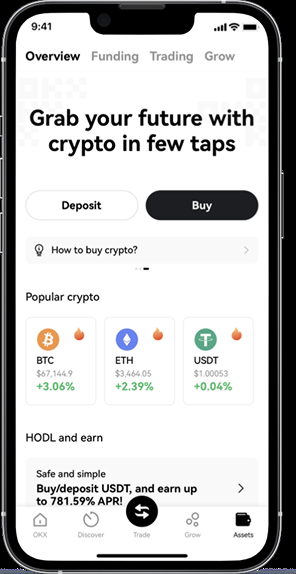 9:41
Overview Funding Trading Grow
Grab your future with
crypto in few taps
Deposit Buy
How to buy crypto?
Popular crypto
BTC ETH USDT
$67,144.9 $3,464.05 $1.00053
+3.06% +2.39% +0.04%
HODL and earn
Safe and simple
Buy/deposit USDT, and earn up
to 781.59% APR!
OKX Discover Trade Grow Assets